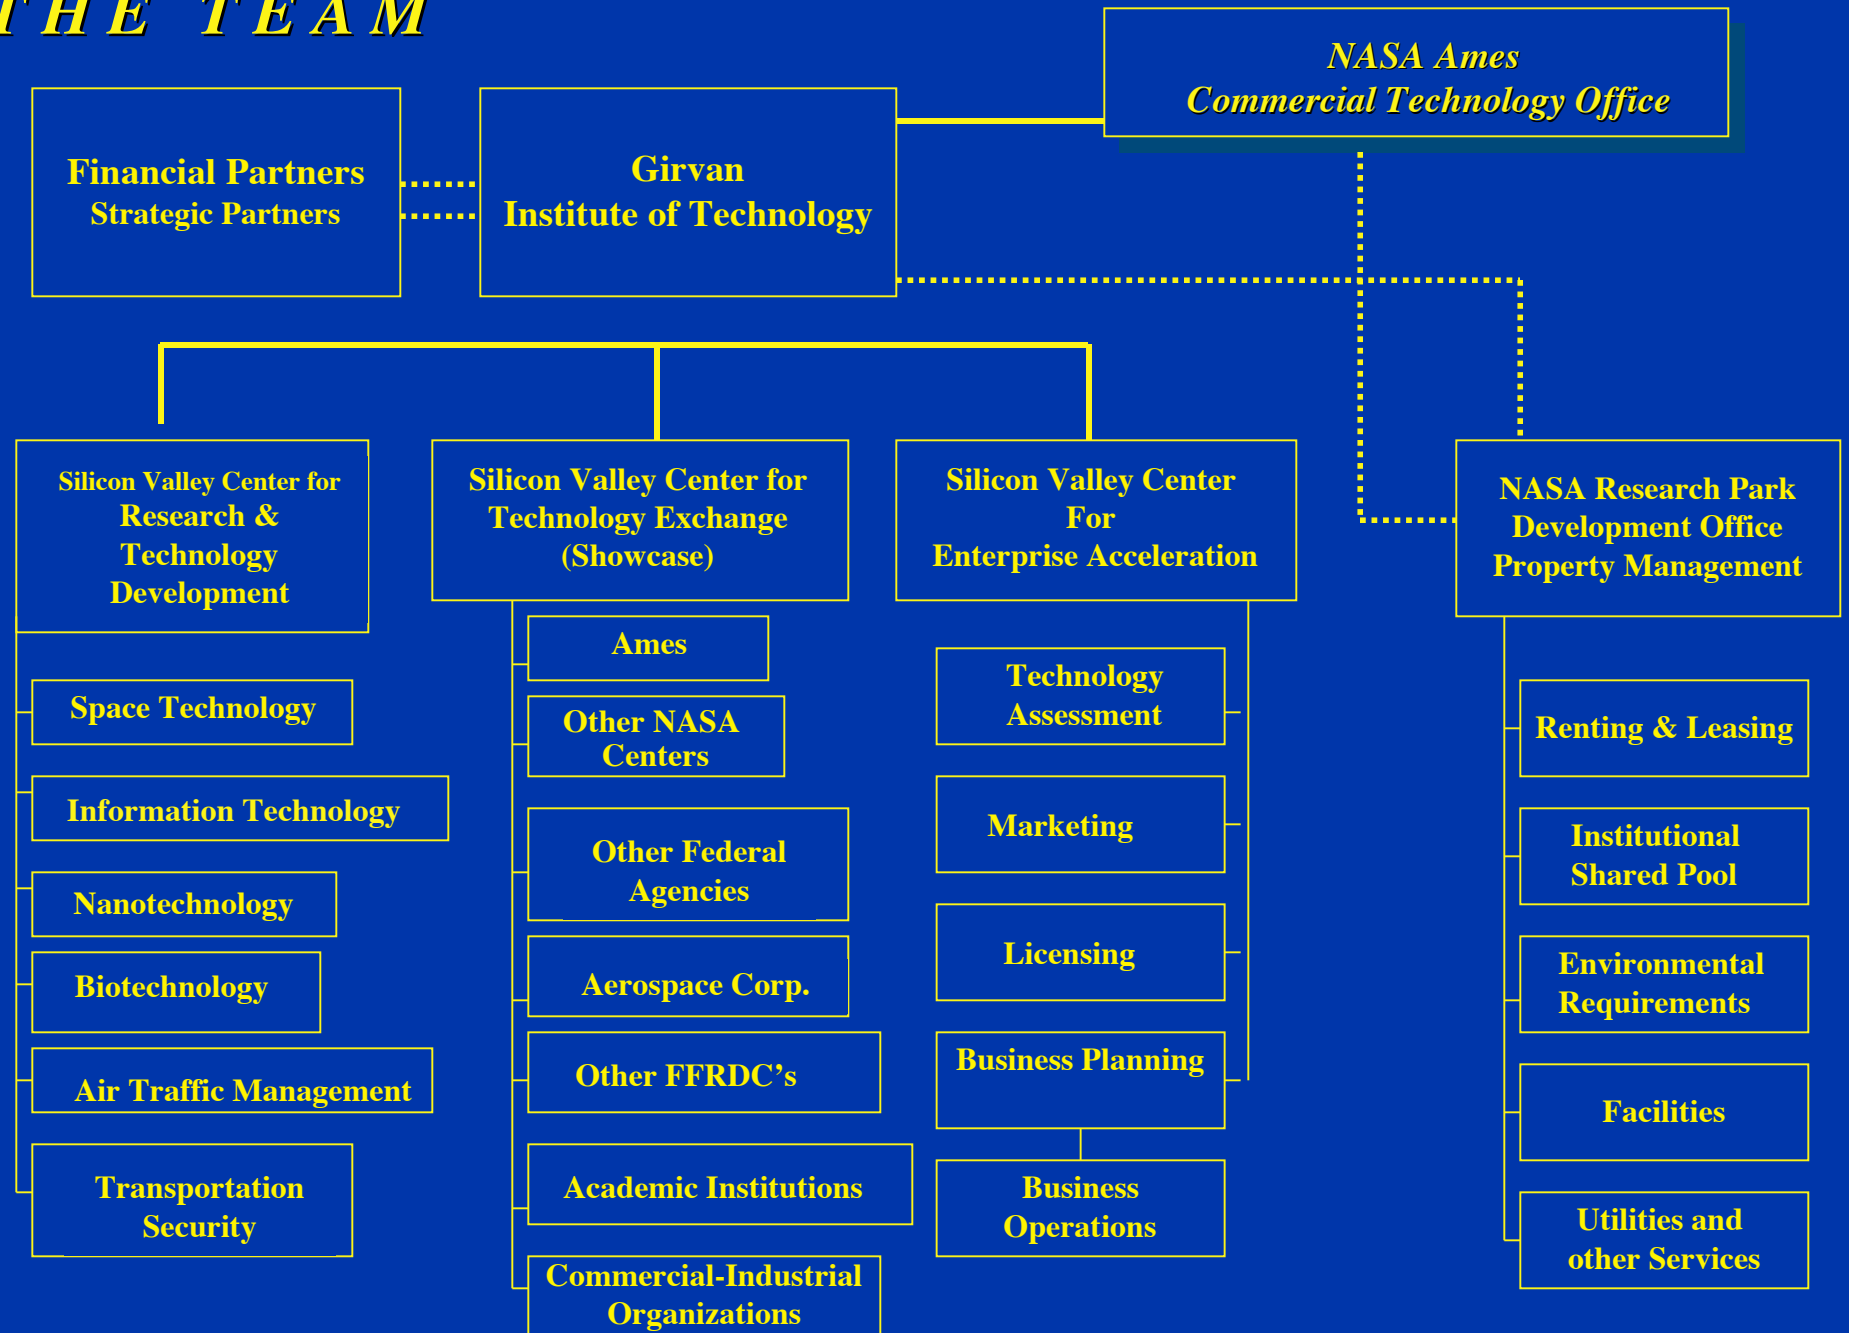 THE TEAM
NASA Ames
Commercial Technology Office
Financial Partners
Strategic Partners
Girvan
Institute of Technology
Silicon Valley Center for
Research &
Technology
Development
Space Technology
Information Technology
Nanotechnology
Biotechnology
Air Traffic Management
Transportation
Security
Silicon Valley Center for
Technology Exchange
(Showcase)
Ames
Other NASA
Centers
Other Federal
Agencies
Aerospace Corp.
Other FFRDC’s
Academic Institutions
Commercial-Industrial
Organizations
Silicon Valley Center
For
Enterprise Acceleration
Technology
Assessment
Marketing
Licensing
Business Planning
Business
Operations
NASA Research Park
Development Office
Property Management
Renting & Leasing
Institutional
Shared Pool
Environmental
Requirements
Facilities
Utilities and
other Services